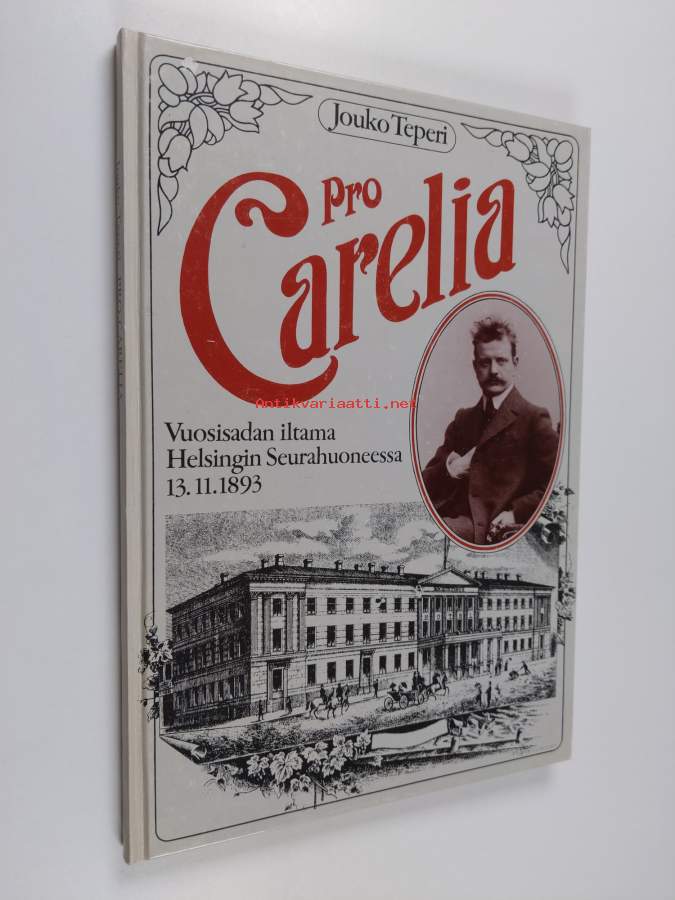 Jouko Teperi
Pro
Carelia
Antikvariaatti.net
Vuosisadan iltama
Helsingin Seurahuoneessa
13.11.1893